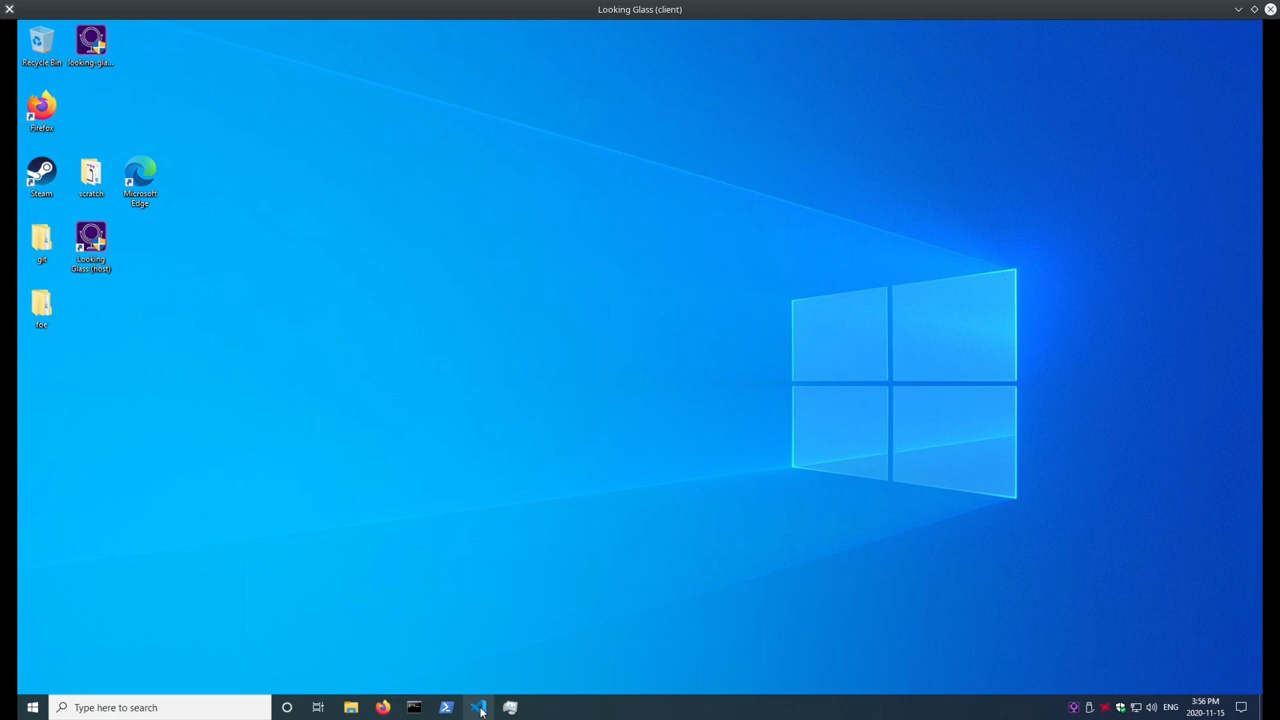 Looking Glass (client)
Recycle Bin
looking-gla...
Firefox
Steam
scratch
Microsoft
Edge
git
Looking
Glass (host)
foe
Type here to search
ENG
3:56 PM
2020-11-15